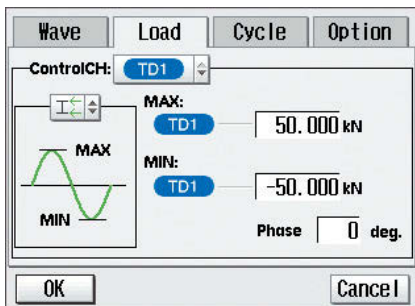 Wave Load Cycle Option
ControlCH: TD1
MAX:
TD1 50.000 kN
MAX
MIN:
TD1 -50.000 kN
MIN
Phase 0 deg.
OK Cancel